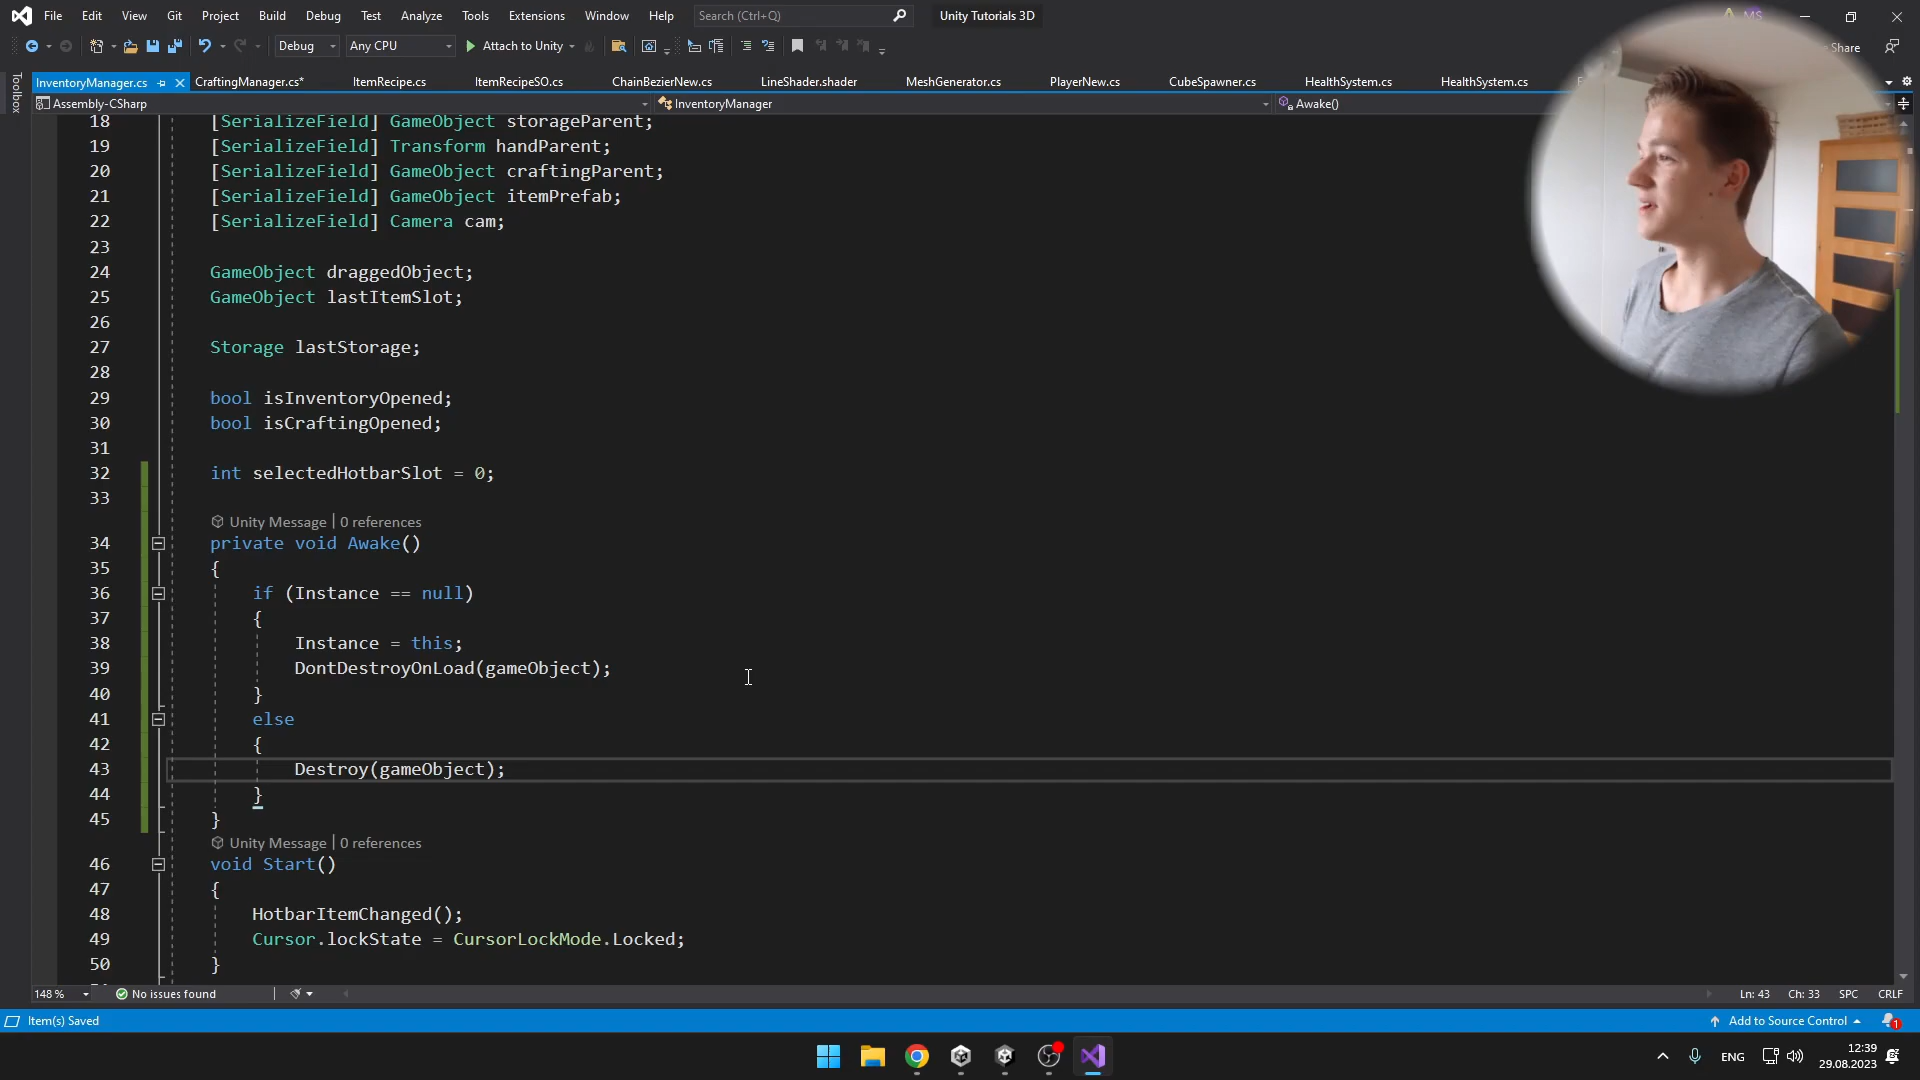 File Edit View Git Project Build Debug Test Analyze Tools Extensions Window Help Search (Ctrl+Q) Unity Tutorials 3D
Debug Any CPU Attach to Unity Share
InventoryManager.cs CraftingManager.cs* ItemRecipe.cs ItemRecipeSO.cs ChainBezierNew.cs LineShader.shader MeshGenerator.cs PlayerNew.cs CubeSpawner.cs HealthSystem.cs HealthSystem.cs
Toolbox
Assembly-CSharp InventoryManager Awake()
18 [SerializeField] GameObject storageParent;
19 [SerializeField] Transform handParent;
20 [SerializeField] GameObject craftingParent;
21 [SerializeField] GameObject itemPrefab;
22 [SerializeField] Camera cam;
23
24 GameObject draggedObject;
25 GameObject lastItemSlot;
26
27 Storage lastStorage;
28
29 bool isInventoryOpened;
30 bool isCraftingOpened;
31
32 int selectedHotbarSlot = 0;
33
Unity Message | 0 references
34 private void Awake()
35 {
36 if (Instance == null)
37 {
38 Instance = this;
39 DontDestroyOnLoad(gameObject);
40 }
41 else
42 {
43 Destroy(gameObject);
44 }
45 }
Unity Message | 0 references
46 void Start()
47 {
48 HotbarItemChanged();
49 Cursor.lockState = CursorLockMode.Locked;
50 }
148 % No issues found Ln: 43 Ch: 33 SPC CRLF
Item(s) Saved Add to Source Control 1
ENG 12:39
29.08.2023